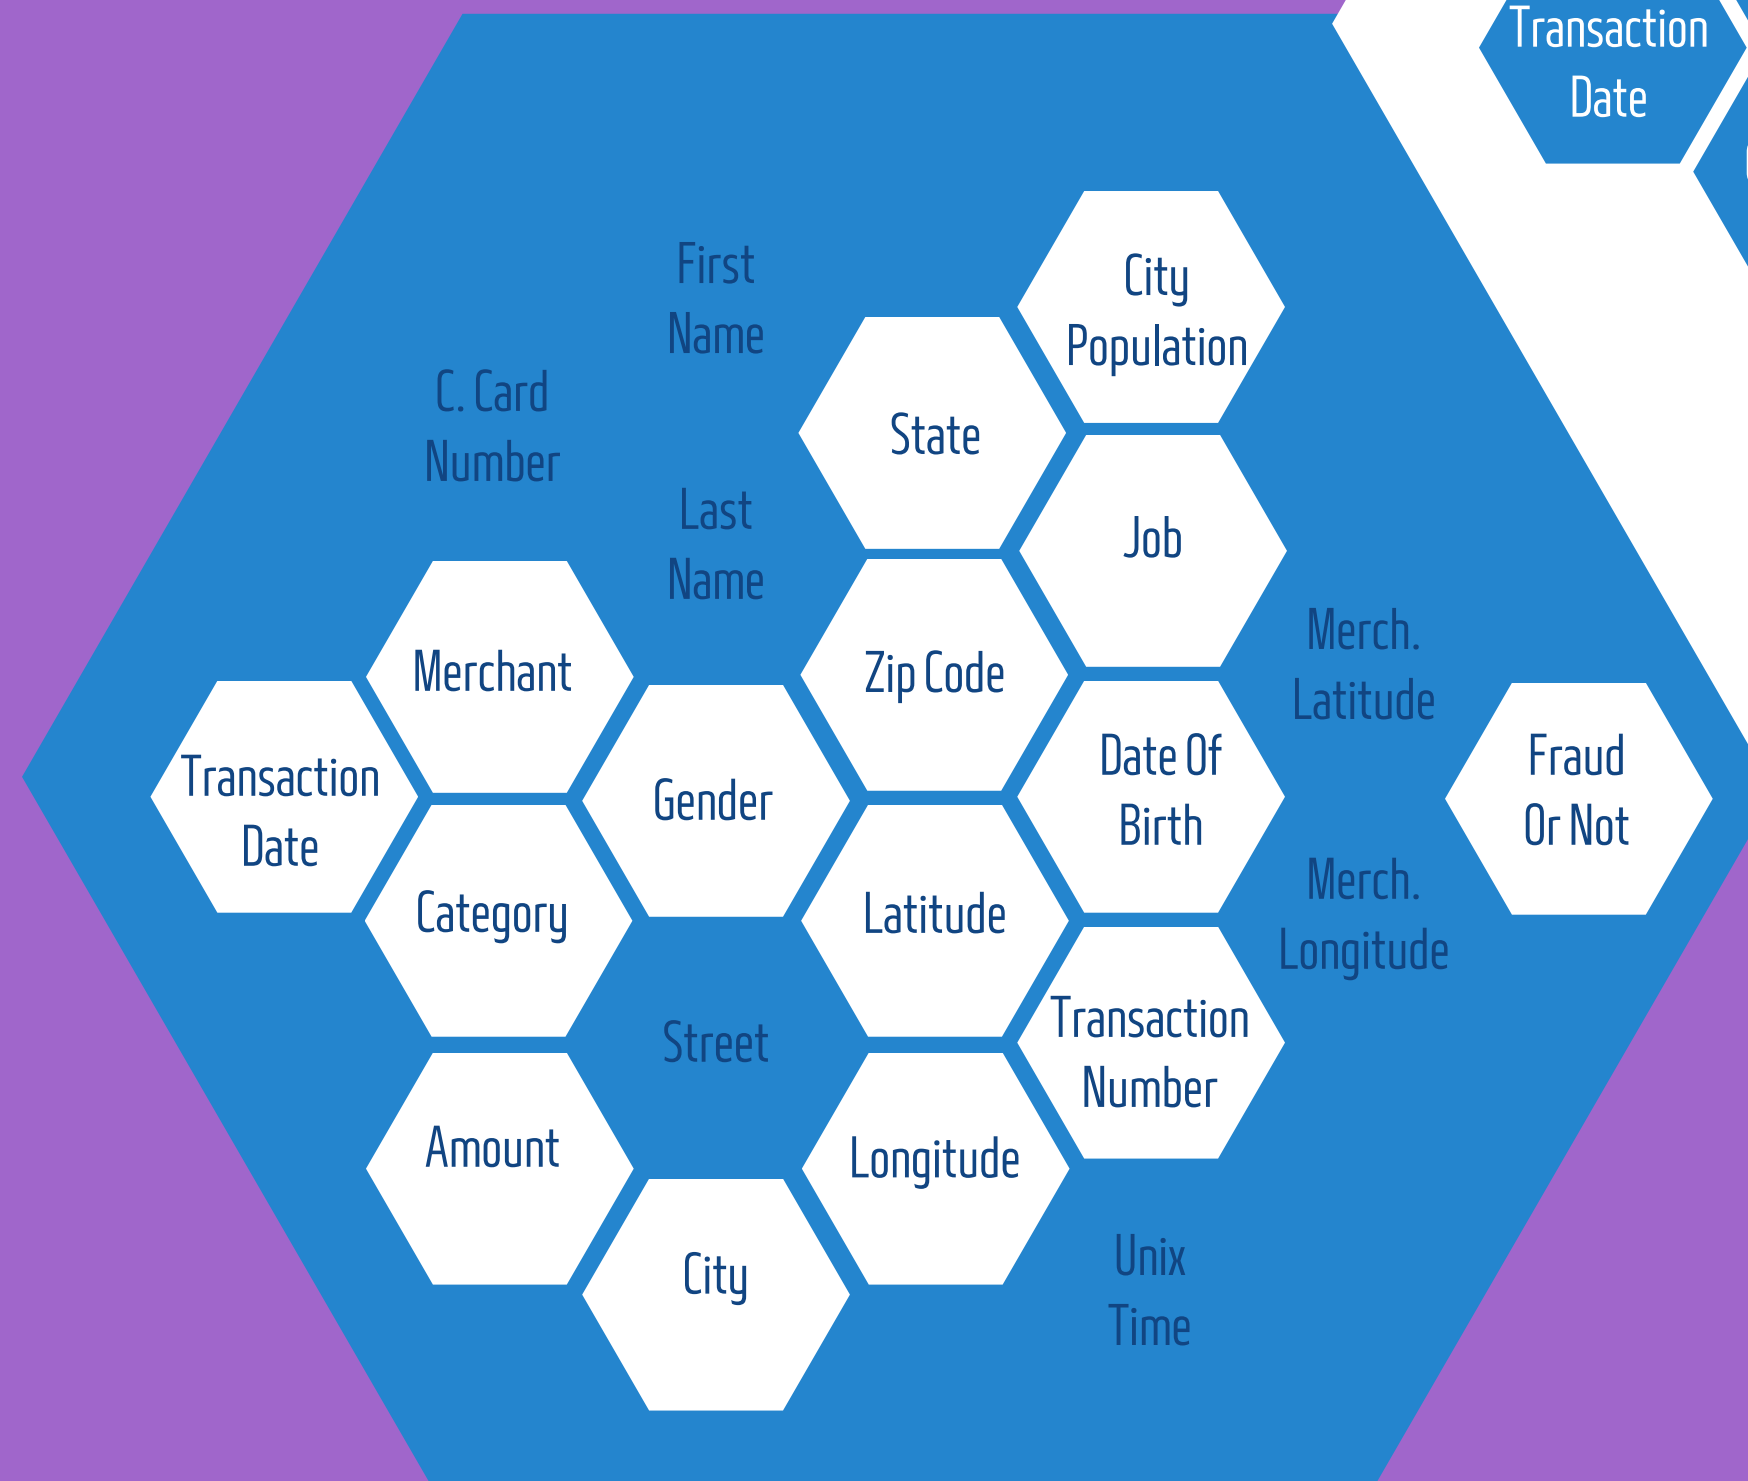 Transaction
Date
First
Name
City
Population
C. Card
Number
State
Last
Name
Job
Merchant
Zip Code
Merch.
Latitude
Transaction
Date
Gender
Date Of
Birth
Fraud
Or Not
Category
Latitude
Merch.
Longitude
Street
Transaction
Number
Amount
Longitude
City
Unix
Time